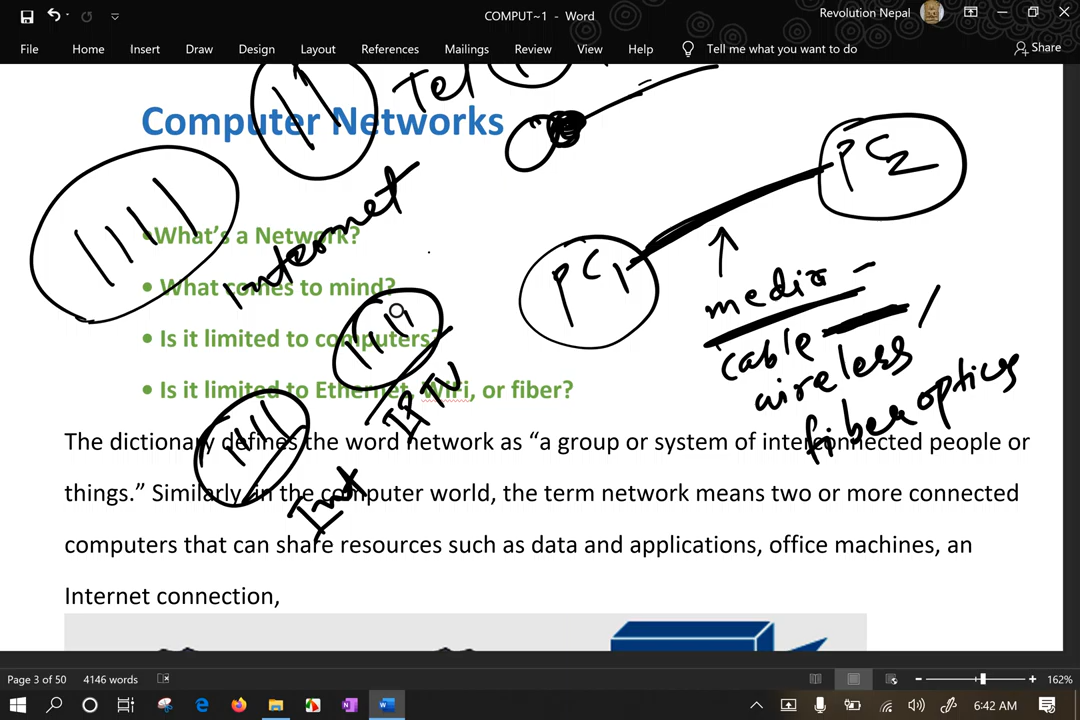 COMPUT~1 - Word
Revolution Nepal
File Home Insert Draw Design Layout References Mailings Review View Help Tell me what you want to do Share
Tel
Computer Networks
PC2
Internet
• What's a Network?
PC1
• What comes to mind?
media
• Is it limited to computers?
cable
wireless
• Is it limited to Ethernet, WiFi, or fiber?
IPTV
fiber optics
The dictionary defines the word network as “a group or system of interconnected people or
things.” Similarly, in the computer world, the term network means two or more connected
Int
computers that can share resources such as data and applications, office machines, an
Internet connection,
Page 3 of 50 4146 words 162%
6:42 AM